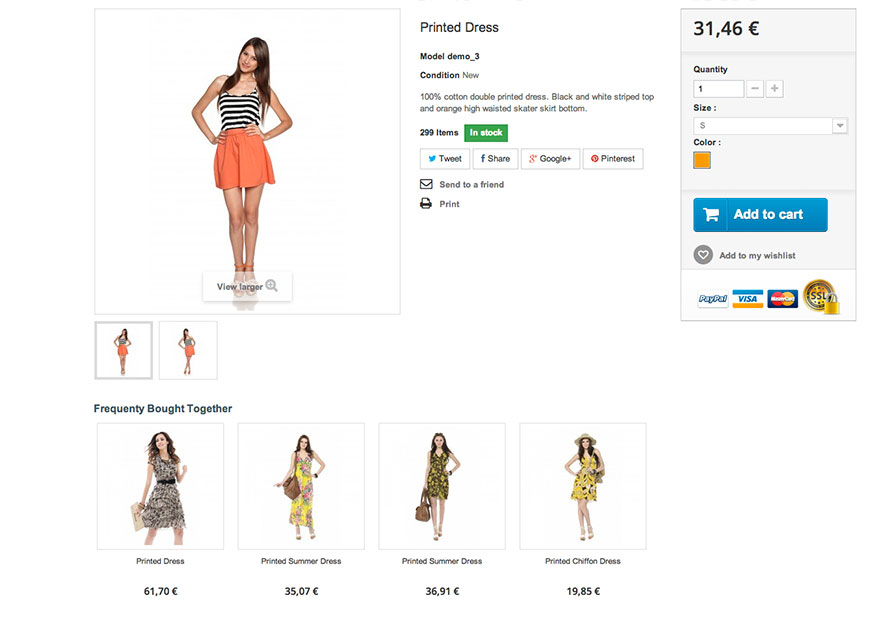 Printed Dress
Model demo_3
Condition New
100% cotton double printed dress. Black and white striped top
and orange high waisted skater skirt bottom.
299 Items In stock
Tweet
Share
Google+
Pinterest
Send to a friend
Print
View larger
31,46 €
Quantity
1
Size :
S
Color :
Add to cart
Add to my wishlist
PayPal VISA MasterCard SSL
Frequenty Bought Together
Printed Dress
61,70 €
Printed Summer Dress
35,07 €
Printed Summer Dress
36,91 €
Printed Chiffon Dress
19,85 €